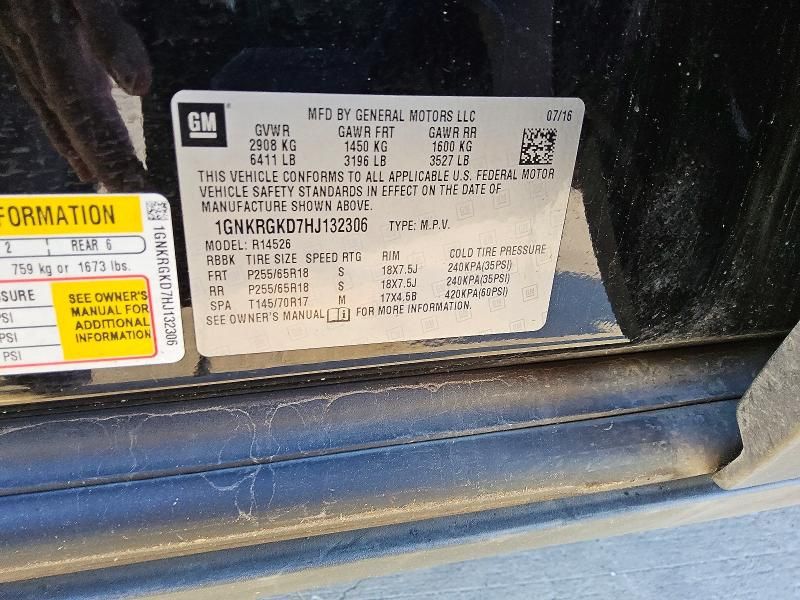 GM
MFD BY GENERAL MOTORS LLC 07/16
GVWR GAWR FRT GAWR RR
2908 KG 1450 KG 1600 KG
6411 LB 3196 LB 3527 LB
THIS VEHICLE CONFORMS TO ALL APPLICABLE U.S. FEDERAL MOTOR
VEHICLE SAFETY STANDARDS IN EFFECT ON THE DATE OF
MANUFACTURE SHOWN ABOVE.
1GNKRGKD7HJ132306 TYPE: M.P.V.
MODEL: R14526
RBBK TIRE SIZE SPEED RTG RIM COLD TIRE PRESSURE
FRT P255/65R18 S 18X7.5J 240KPA(35PSI)
RR P255/65R18 S 18X7.5J 240KPA(35PSI)
SPA T145/70R17 M 17X4.5B 420KPA(60PSI)
SEE OWNER'S MANUAL i FOR MORE INFORMATION.
FORMATION
2 REAR 6
759 kg or 1673 lbs.
SSURE
PSI
PSI
PSI
SEE OWNER'S
MANUAL FOR
ADDITIONAL
INFORMATION
1GNKRGKD7HJ132306